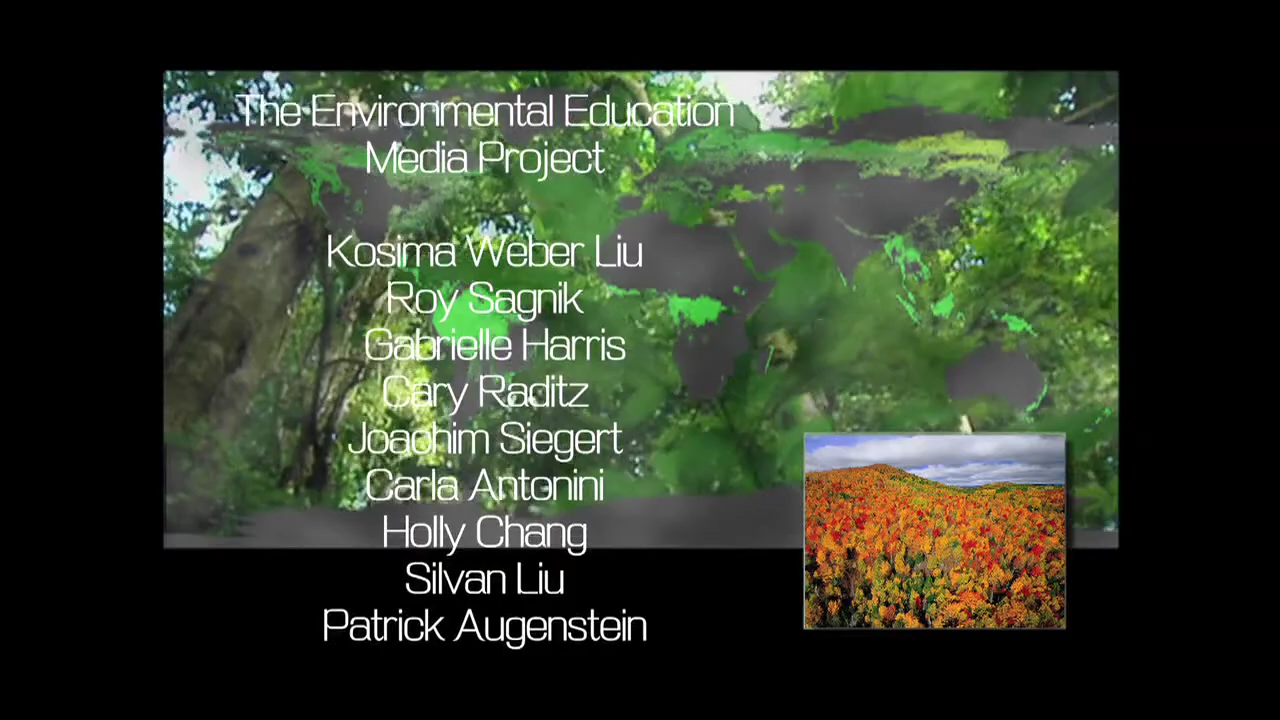 The Environmental Education
Media Project
Kosima Weber Liu
Roy Sagnik
Gabrielle Harris
Cary Raditz
Joachim Siegert
Carla Antonini
Holly Chang
Silvan Liu
Patrick Augenstein